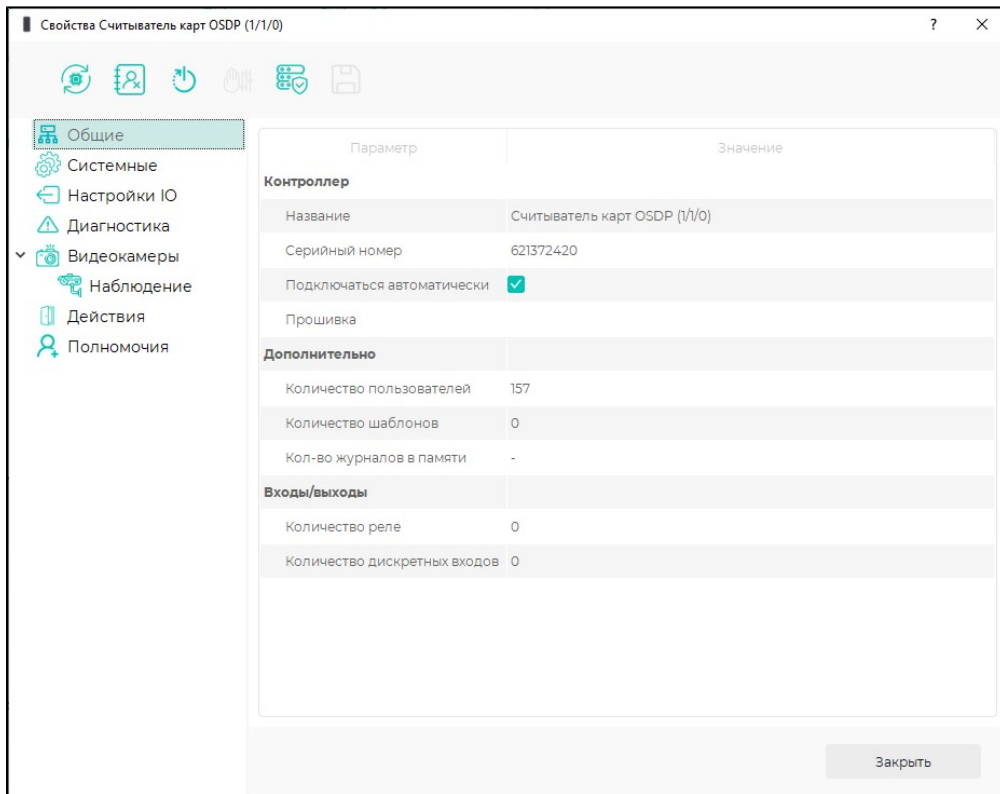 Свойства Считыватель карт OSDP (1/1/0) ? ×
Общие
Системные
Настройки IO
Диагностика
Видеокамеры
Наблюдение
Действия
Полномочия
Параметр Значение
Контроллер
Название Считыватель карт OSDP (1/1/0)
Серийный номер 621372420
Подключаться автоматически
Прошивка
Дополнительно
Количество пользователей 157
Количество шаблонов 0
Кол-во журналов в памяти -
Входы/выходы
Количество реле 0
Количество дискретных входов 0
Закрыть